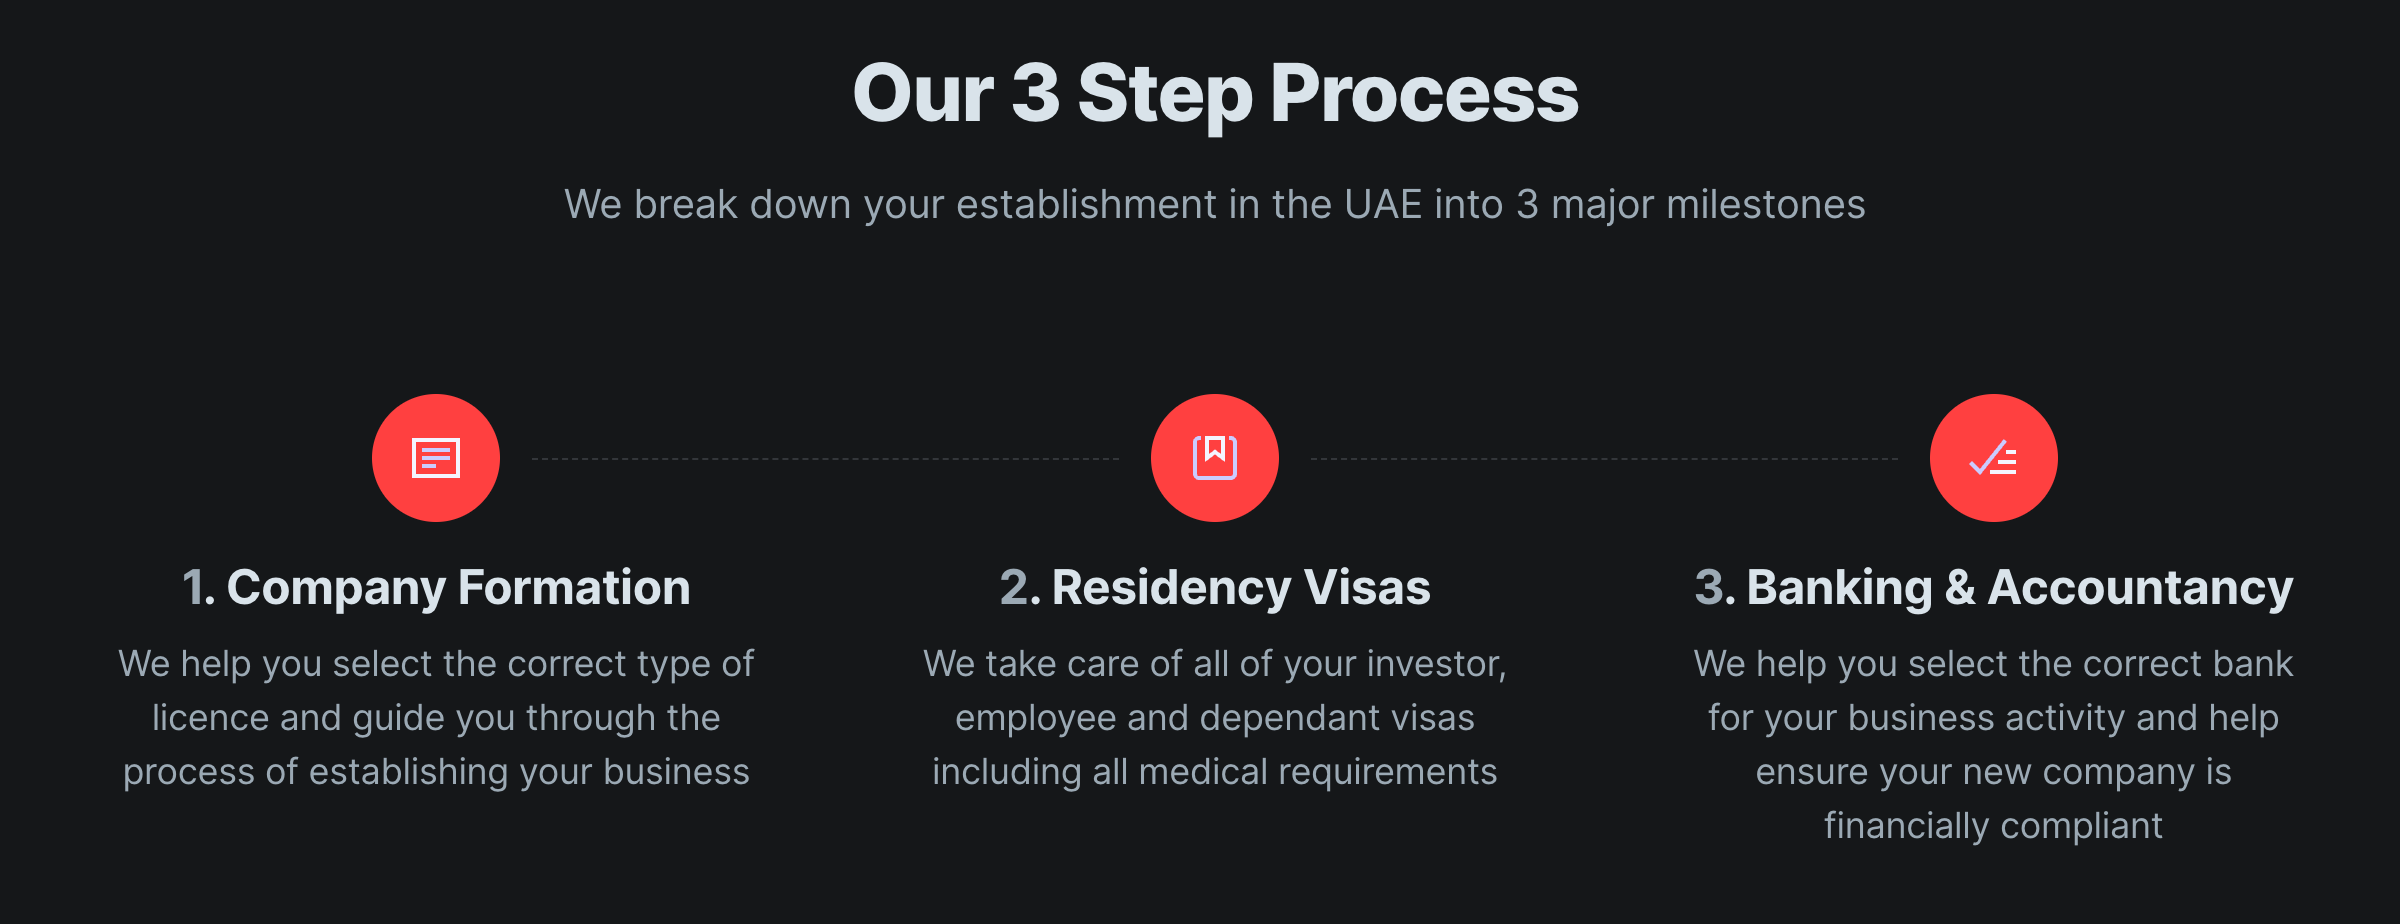 Our 3 Step Process
We break down your establishment in the UAE into 3 major milestones
1. Company Formation
We help you select the correct type of
licence and guide you through the
process of establishing your business
2. Residency Visas
We take care of all of your investor,
employee and dependant visas
including all medical requirements
3. Banking & Accountancy
We help you select the correct bank
for your business activity and help
ensure your new company is
financially compliant